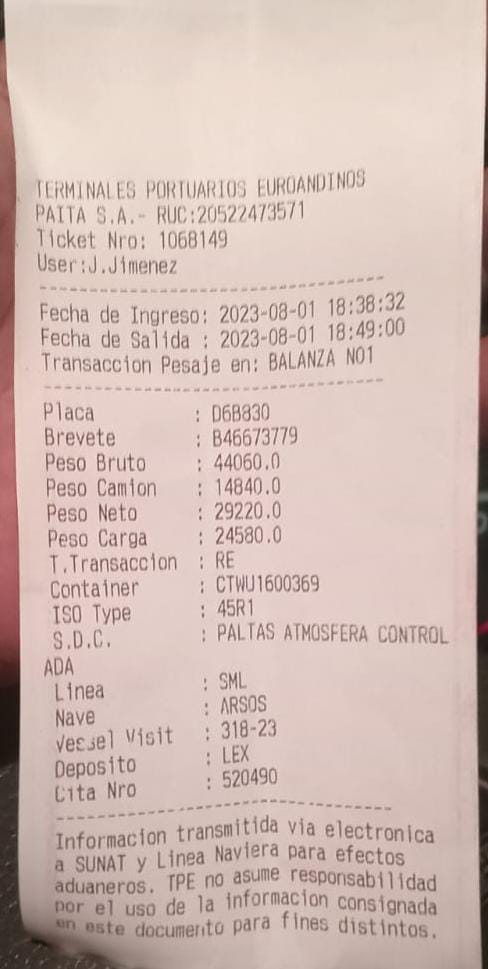 TERMINALES PORTUARIOS EUROANDINOS
PAITA S.A.- RUC:20522473571
Ticket Nro: 1068149
User:J.Jimenez
Fecha de Ingreso: 2023-08-01 18:38:32
Fecha de Salida : 2023-08-01 18:49:00
Transaccion Pesaje en: BALANZA NO1
Placa : D6B830
Brevete : B46673779
Peso Bruto : 44060.0
Peso Camion : 14840.0
Peso Neto : 29220.0
Peso Carga : 24580.0
T.Transaccion : RE
Container : CTWU1600369
ISO Type : 45R1
S.D.C. : PALTAS ATMOSFERA CONTROL
ADA
Linea : SML
Nave : ARSOS
Vessel Visit : 318-23
Deposito : LEX
Cita Nro : 520490
Informacion transmitida via electronica
a SUNAT y Linea Naviera para efectos
aduaneros. TPE no asume responsabilidad
por el uso de la informacion consignada
en este documento para fines distintos.